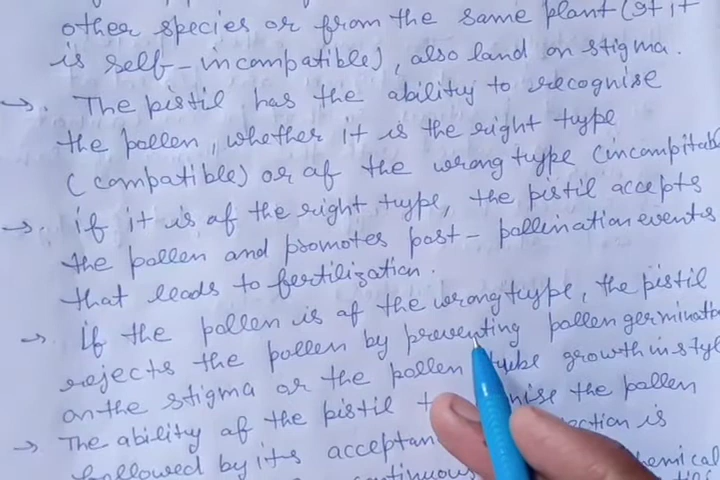 other species or from the same plant (If it
is self-incompatible), also land on stigma.
→. The pistil has the ability to recognise
the pollen, whether it is the right type
(compatible) or of the wrong type (incompitab
→. if it is of the right type, the pistil accepts
the pollen and promotes post-pollination events
that leads to fertilization.
→ If the pollen is of the wrong type, the pistil
rejects the pollen by preventing pollen germinatio
on the stigma or the pollen tube growth in styl
→ The ability of the pistil t nise the pollen
followed by its acceptan ection is
continuous hemical